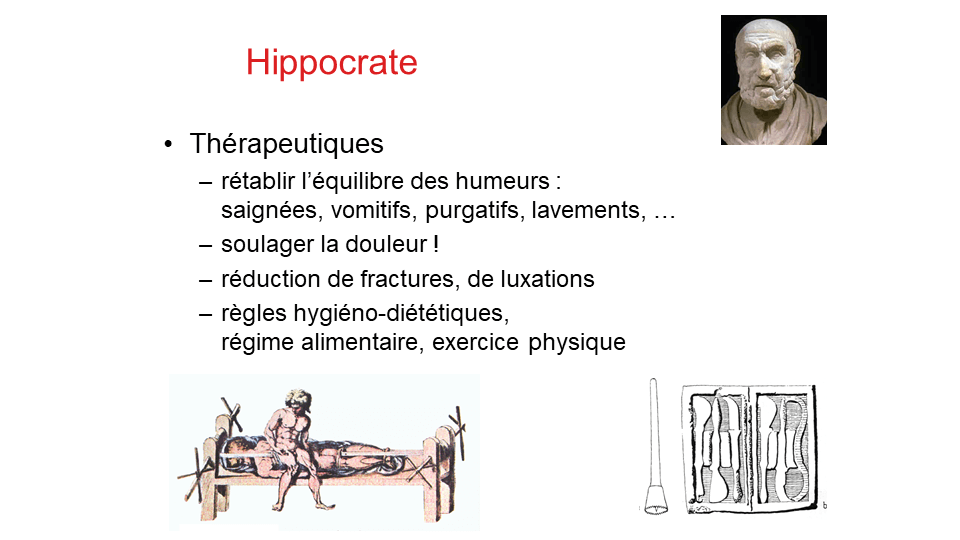 Hippocrate
• Thérapeutiques
– rétablir l’équilibre des humeurs :
saignées, vomitifs, purgatifs, lavements, …
– soulager la douleur !
– réduction de fractures, de luxations
– règles hygiéno-diététiques,
régime alimentaire, exercice physique
b